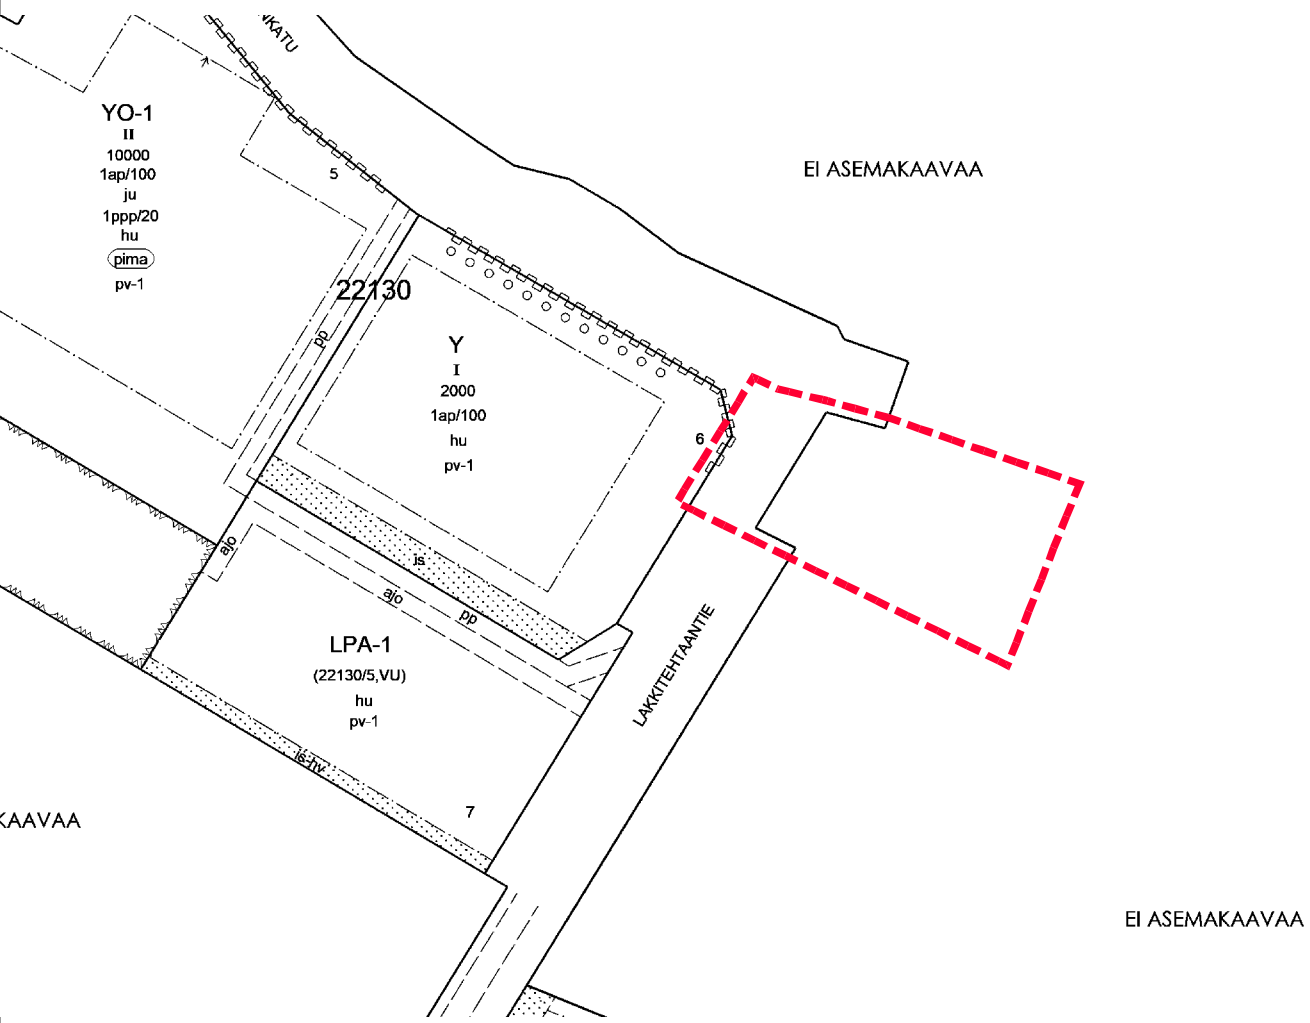 NKATU
YO-1
II
10000
1ap/100
ju
1ppp/20
hu
pima
pv-1
5
EI ASEMAKAAVAA
22130
pp
Y
I
2000
1ap/100
hu
pv-1
6
is
ajo
ajo
pp
LPA-1
(22130/5,VU)
hu
pv-1
is-hv
7
LAKKITEHTAANTIE
KAAVAA
EI ASEMAKAAVAA